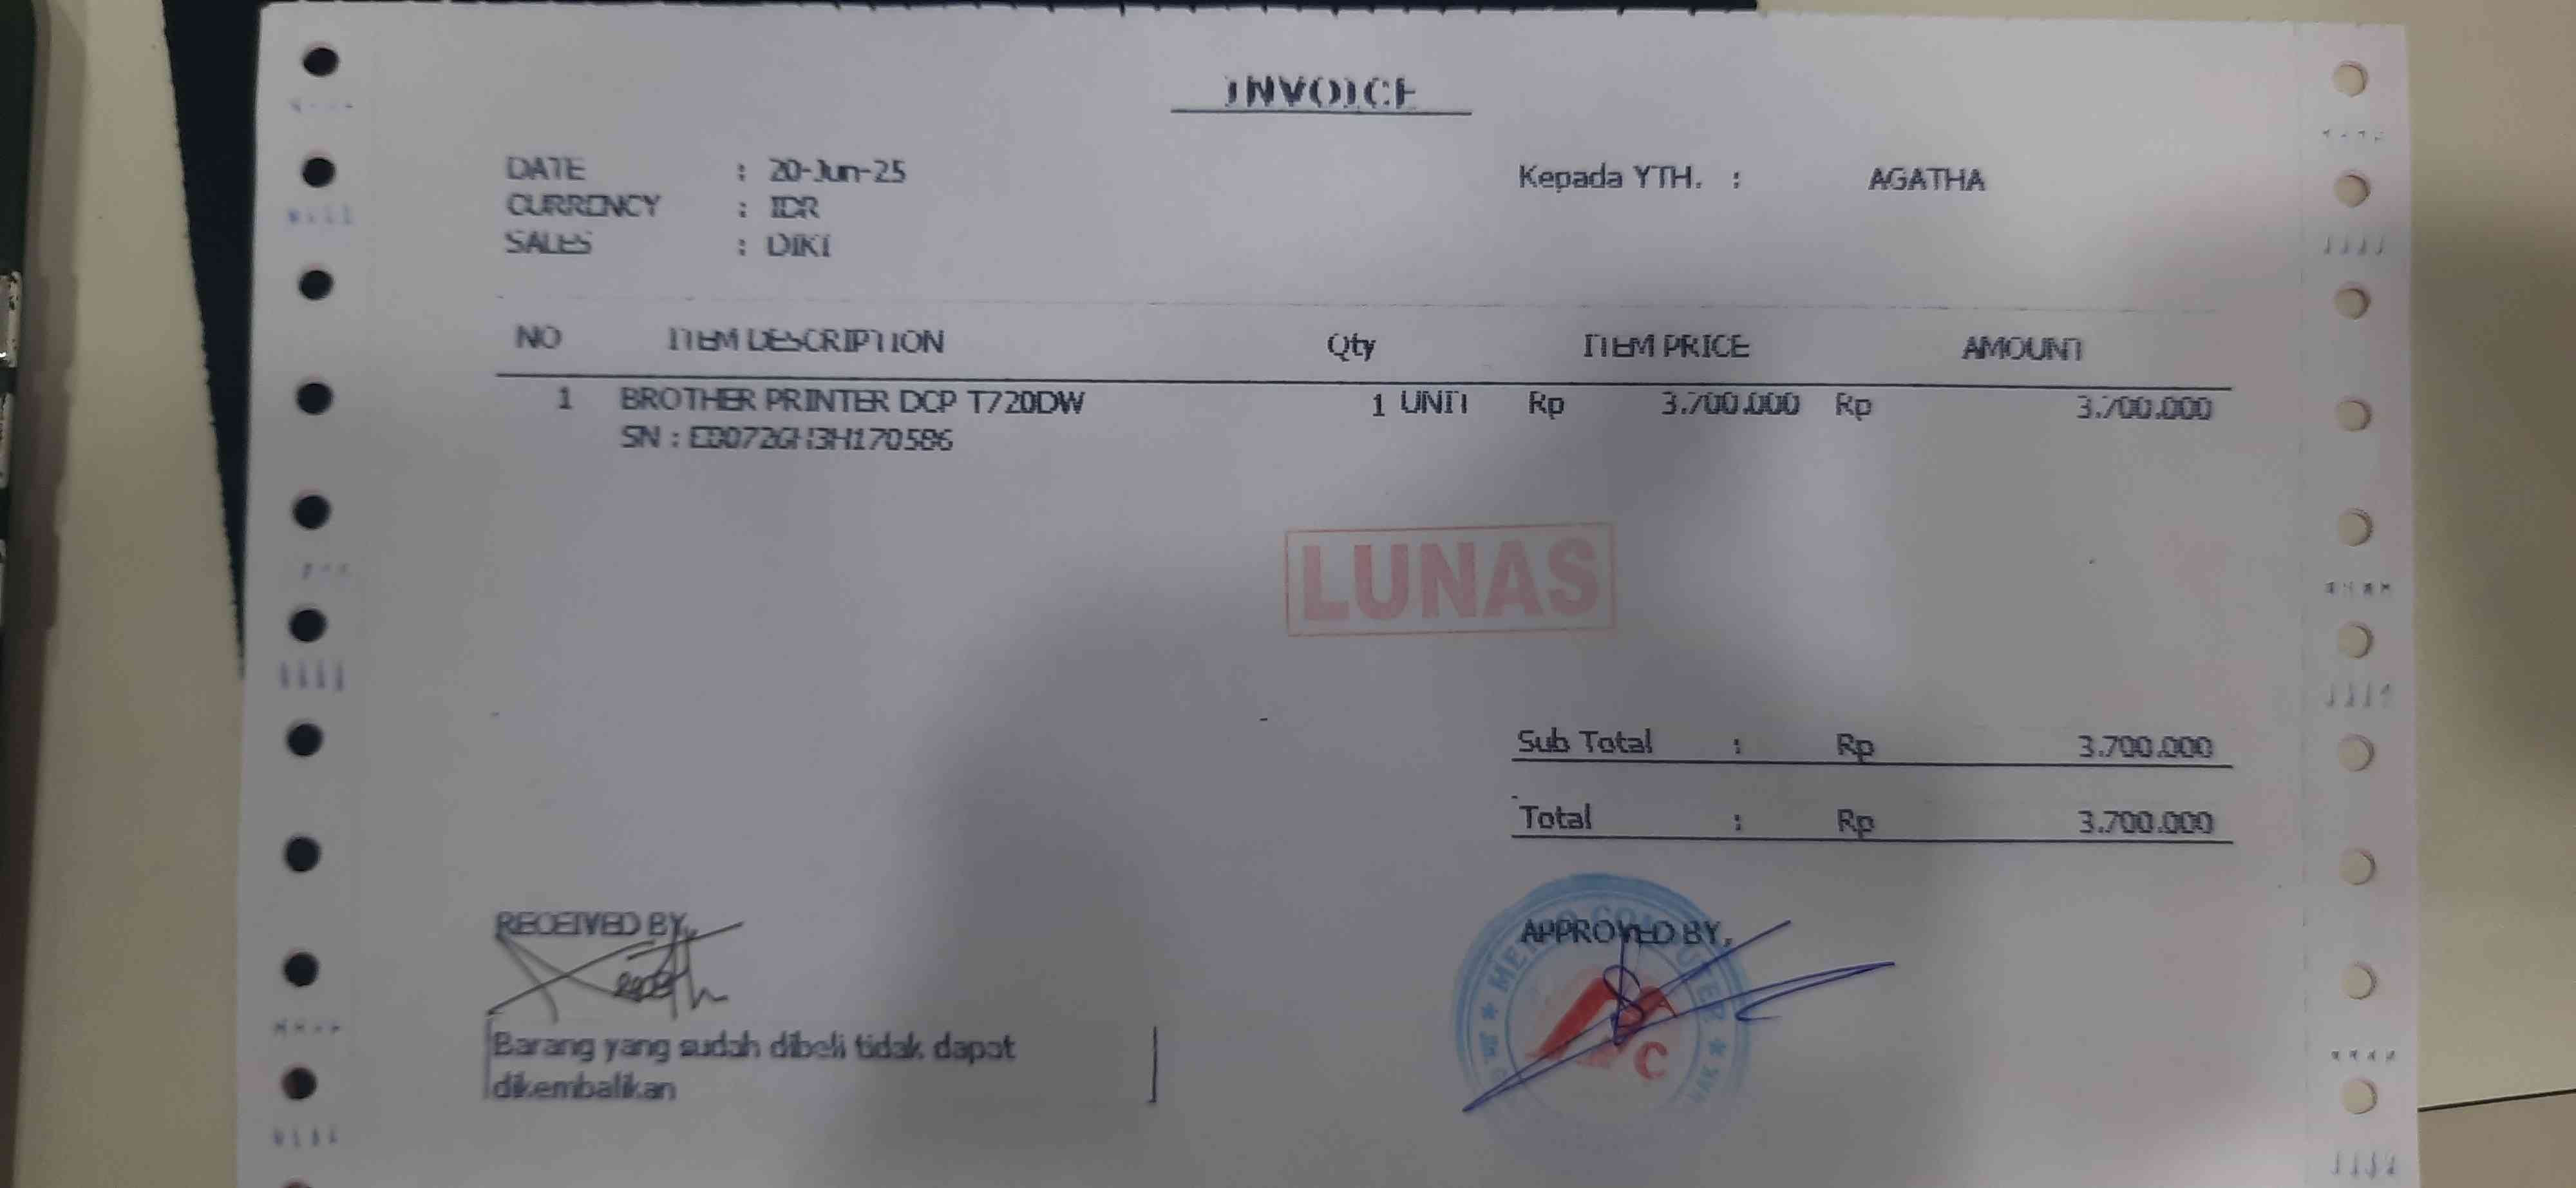 INVOICE
DATE : 20-Jun-25
Kepada YTH. : AGATHA
CURRENCY : IDR
SALES : DIKI
NO ITEM DESCRIPTION Qty ITEM PRICE AMOUNT
1 BROTHER PRINTER DCP T720DW 1 UNIT Rp 3.700.000 Rp 3.700.000
SN :
LUNAS
Sub Total : Rp 3.700.000
Total : Rp 3.700.000
RECEIVED BY,
APPROVED BY,
COMPUTER
C
Barang yang sudah dibeli tidak dapat
dikembalikan